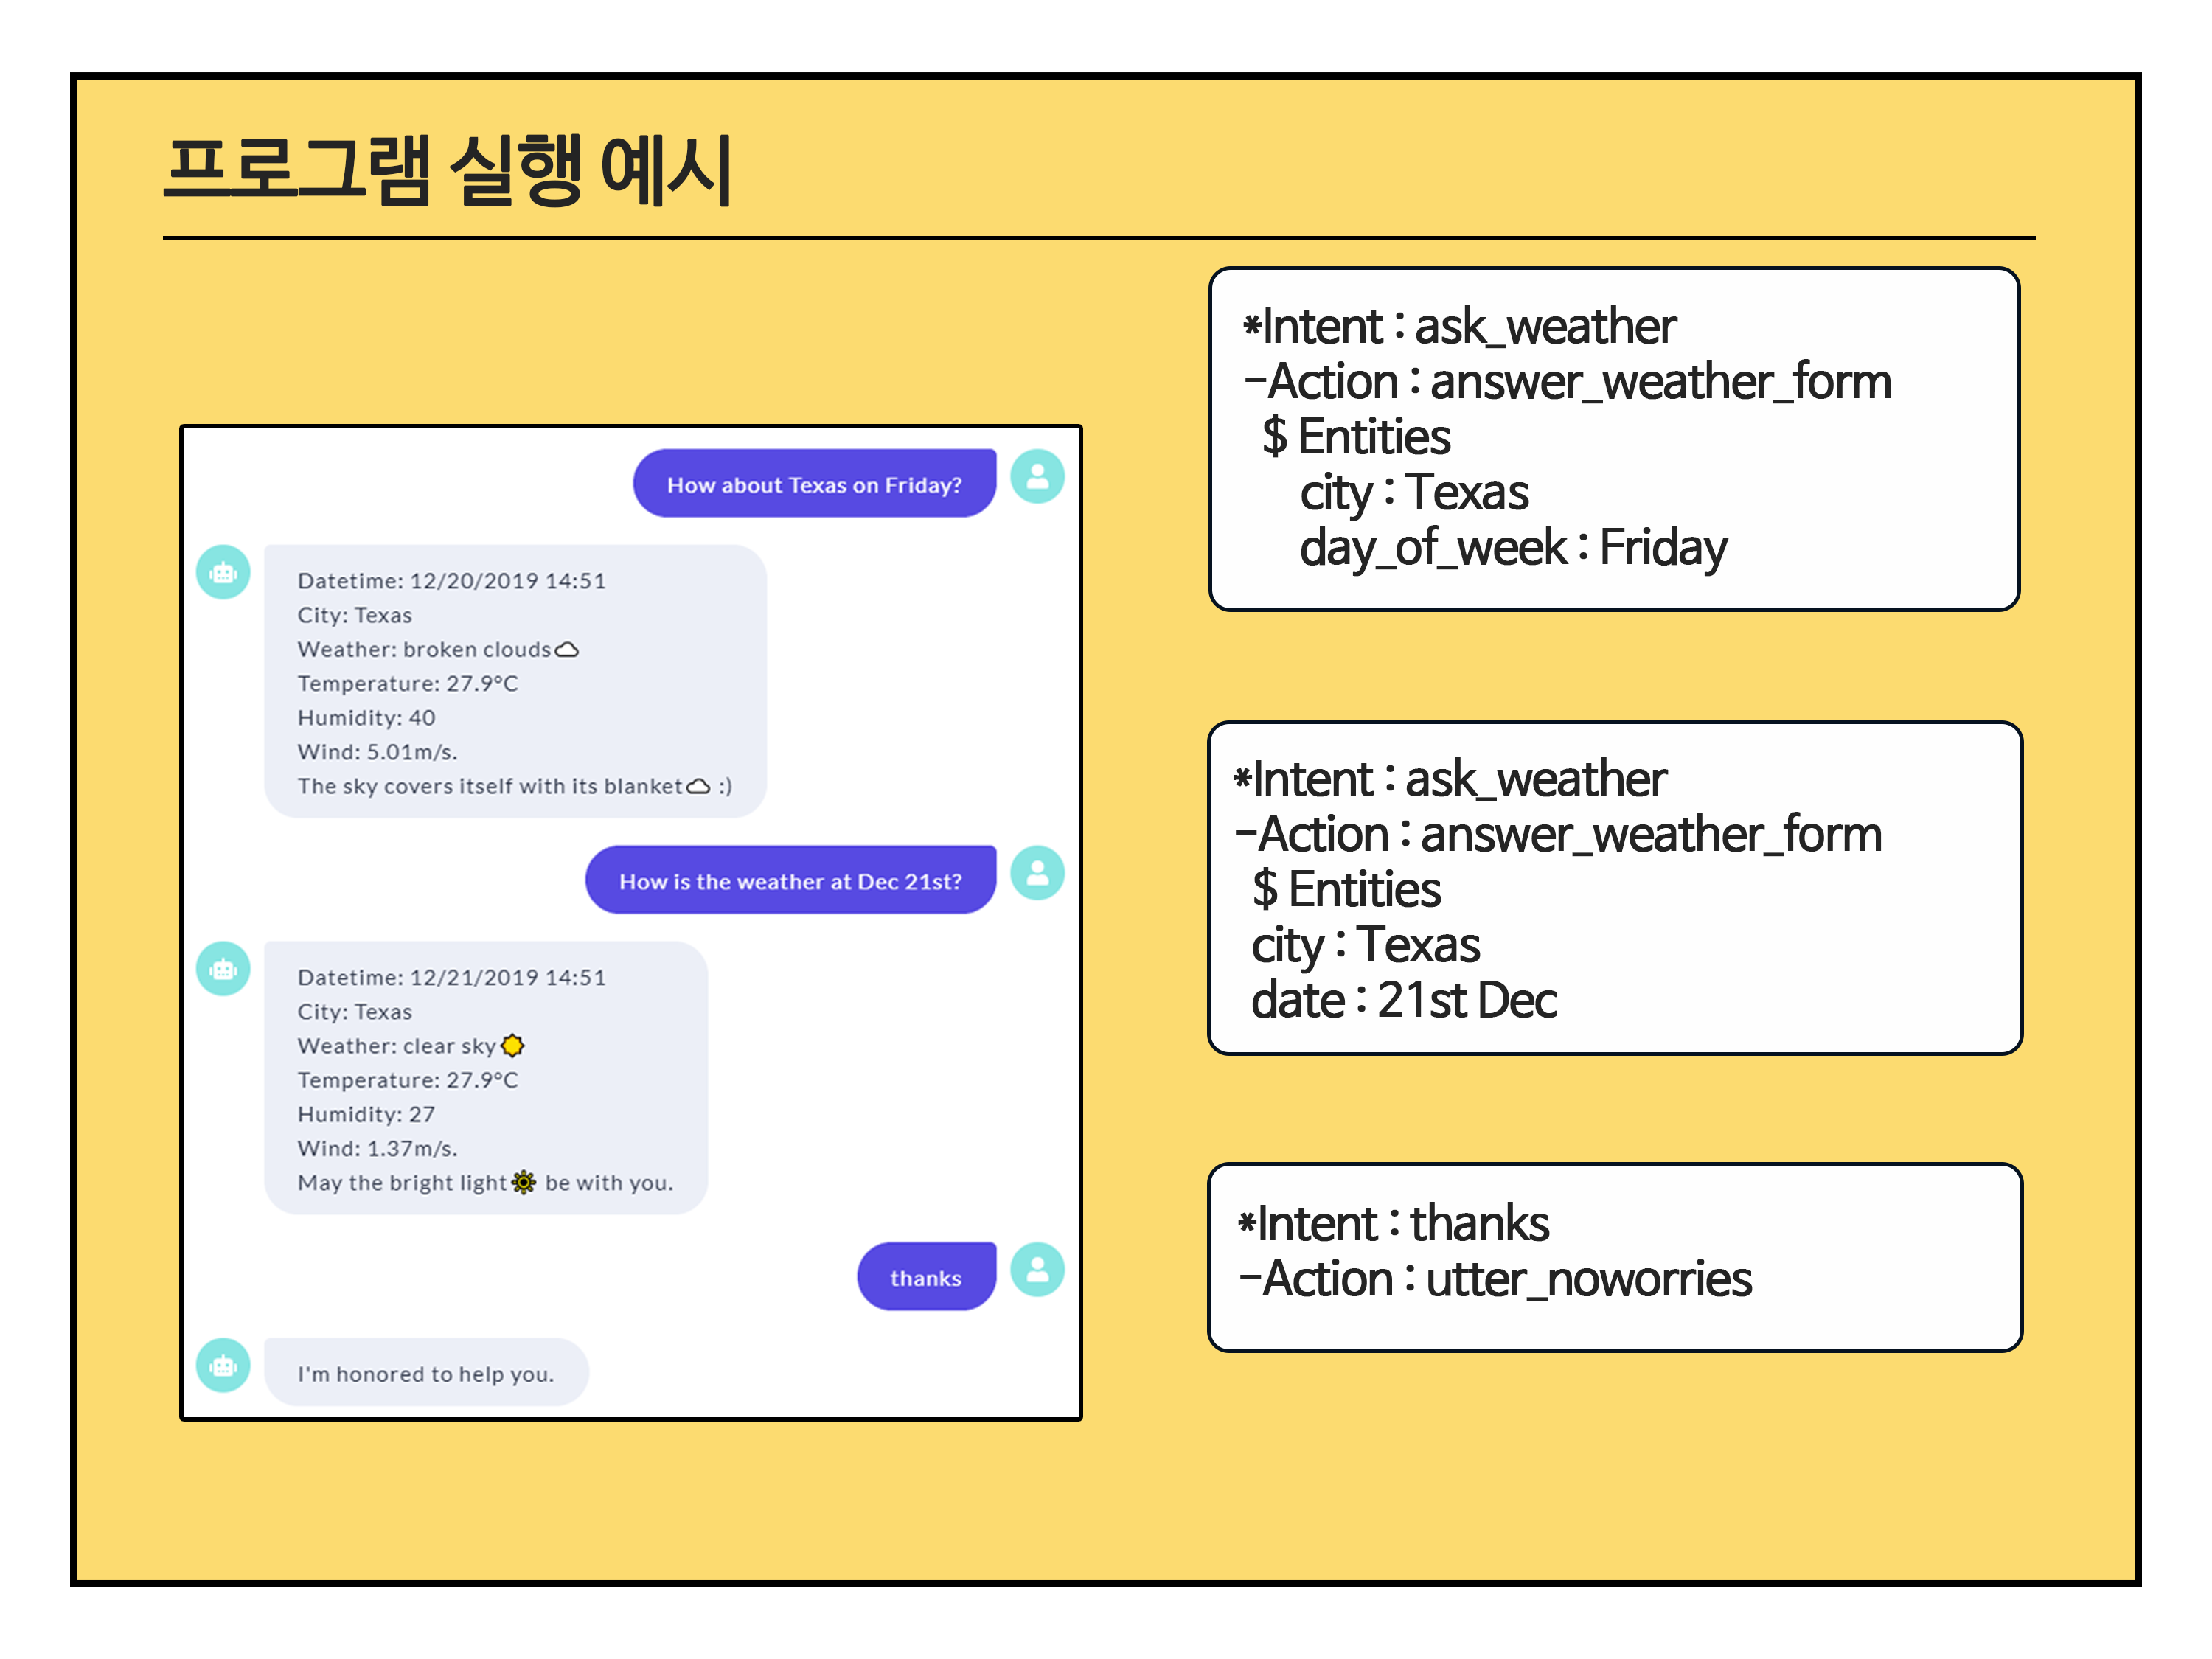 프로그램 실행 예시
How about Texas on Friday?
Datetime: 12/20/2019 14:51
City: Texas
Weather: broken clouds
Temperature: 27.9°C
Humidity: 40
Wind: 5.01m/s.
The sky covers itself with its blanket :)
How is the weather at Dec 21st?
Datetime: 12/21/2019 14:51
City: Texas
Weather: clear sky
Temperature: 27.9°C
Humidity: 27
Wind: 1.37m/s.
May the bright light be with you.
thanks
I'm honored to help you.
*Intent : ask_weather
-Action : answer_weather_form
$ Entities
city : Texas
day_of_week : Friday
*Intent : ask_weather
-Action : answer_weather_form
$ Entities
city : Texas
date : 21st Dec
*Intent : thanks
-Action : utter_noworries